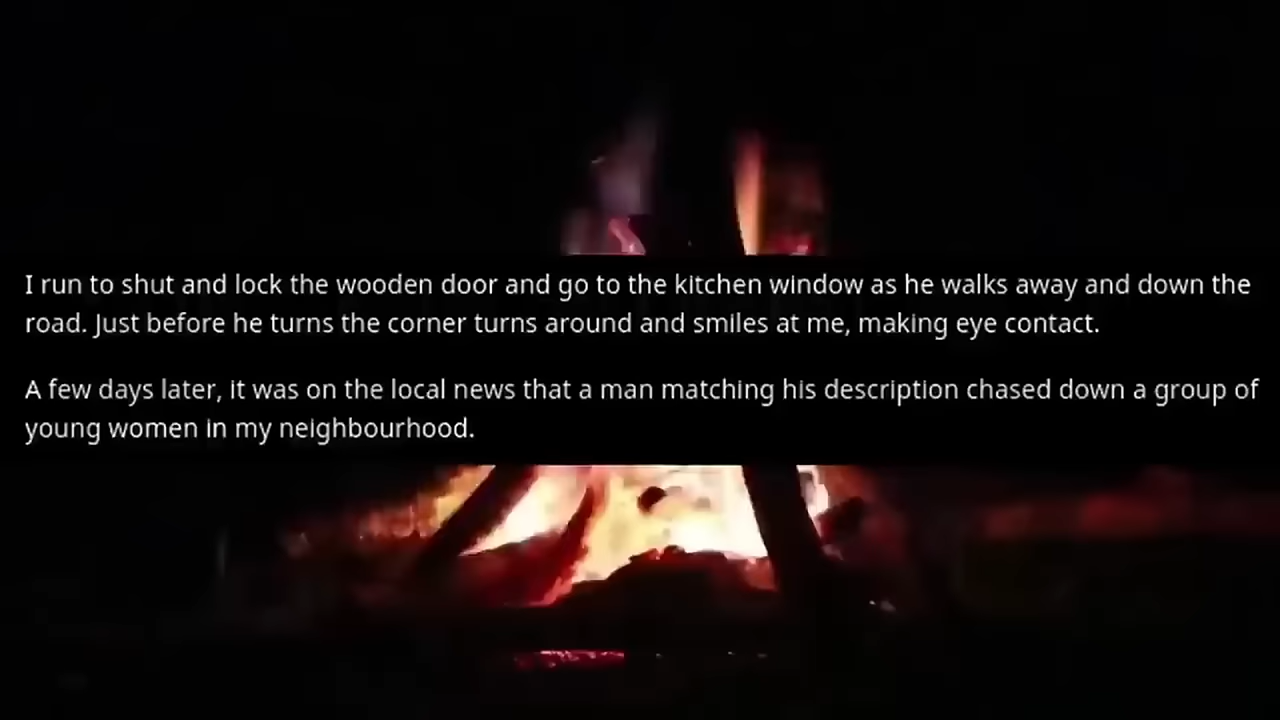 I run to shut and lock the wooden door and go to the kitchen window as he walks away and down the
road. Just before he turns the corner turns around and smiles at me, making eye contact.
A few days later, it was on the local news that a man matching his description chased down a group of
young women in my neighbourhood.